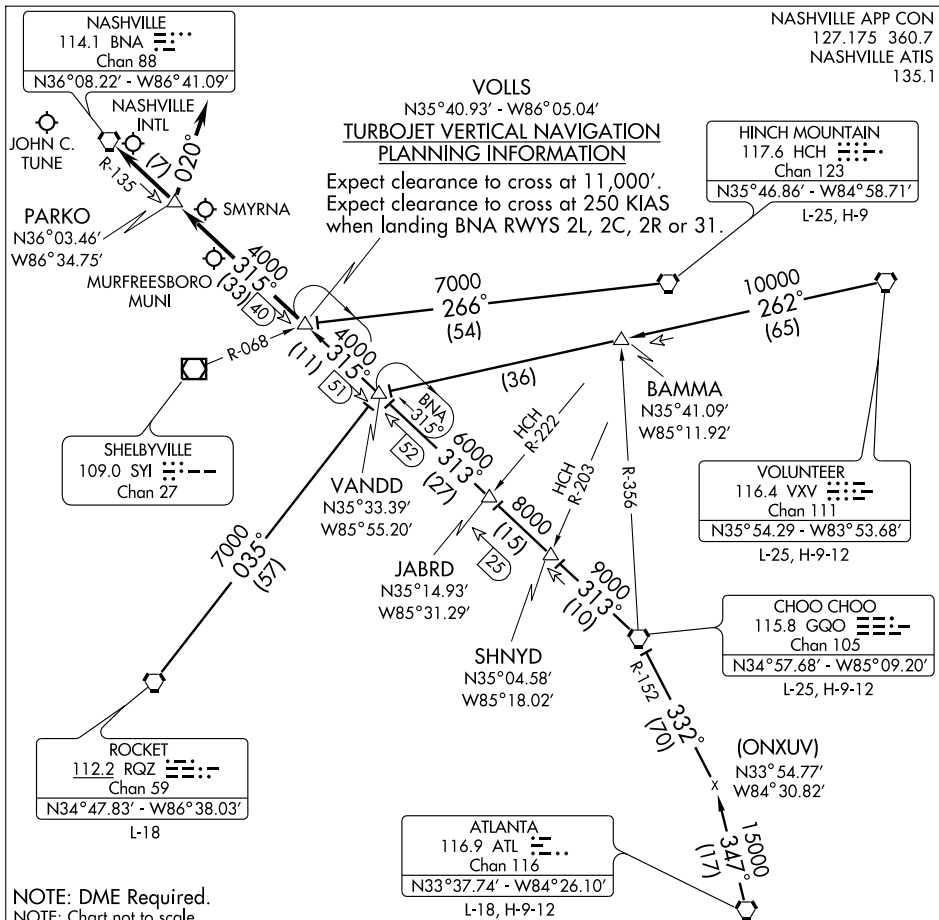 NASHVILLE
114.1 BNA
Chan 88
N36°08.22' - W86°41.09'
NASHVILLE APP CON
127.175 360.7
NASHVILLE ATIS
135.1
VOLLS
N35°40.93' - W86°05.04'
TURBOJET VERTICAL NAVIGATION
PLANNING INFORMATION
Expect clearance to cross at 11,000'.
Expect clearance to cross at 250 KIAS
when landing BNA RWYS 2L, 2C, 2R or 31.
JOHN C.
TUNE
NASHVILLE
INTL
R-135
(7)
020°
PARKO
N36°03.46'
W86°34.75'
SMYRNA
MURFREESBORO
MUNI
4000
315°
(33)
40
HINCH MOUNTAIN
117.6 HCH
Chan 123
N35°46.86' - W84°58.71'
L-25, H-9
7000
266°
(54)
10000
262°
(65)
R-068
4000
315°
(11)
51
(36)
BAMMA
N35°41.09'
W85°11.92'
SHELBYVILLE
109.0 SYI
Chan 27
BNA
315°
52
6000
313°
(27)
HCH
R-222
HCH
R-203
R-356
VANDD
N35°33.39'
W85°55.20'
VOLUNTEER
116.4 VXV
Chan 111
N35°54.29 - W83°53.68'
L-25, H-9-12
7000
035°
(57)
8000
(15)
25
JABRD
N35°14.93'
W85°31.29'
9000
313°
(10)
SHNYD
N35°04.58'
W85°18.02'
CHOO CHOO
115.8 GQO
Chan 105
N34°57.68' - W85°09.20'
L-25, H-9-12
R-152
332°
(70)
(ONXUV)
N33°54.77'
W84°30.82'
X
ROCKET
112.2 RQZ
Chan 59
N34°47.83' - W86°38.03'
L-18
15000
347°
(17)
ATLANTA
116.9 ATL
Chan 116
N33°37.74' - W84°26.10'
L-18, H-9-12
NOTE: DME Required.
NOTE: Chart not to scale